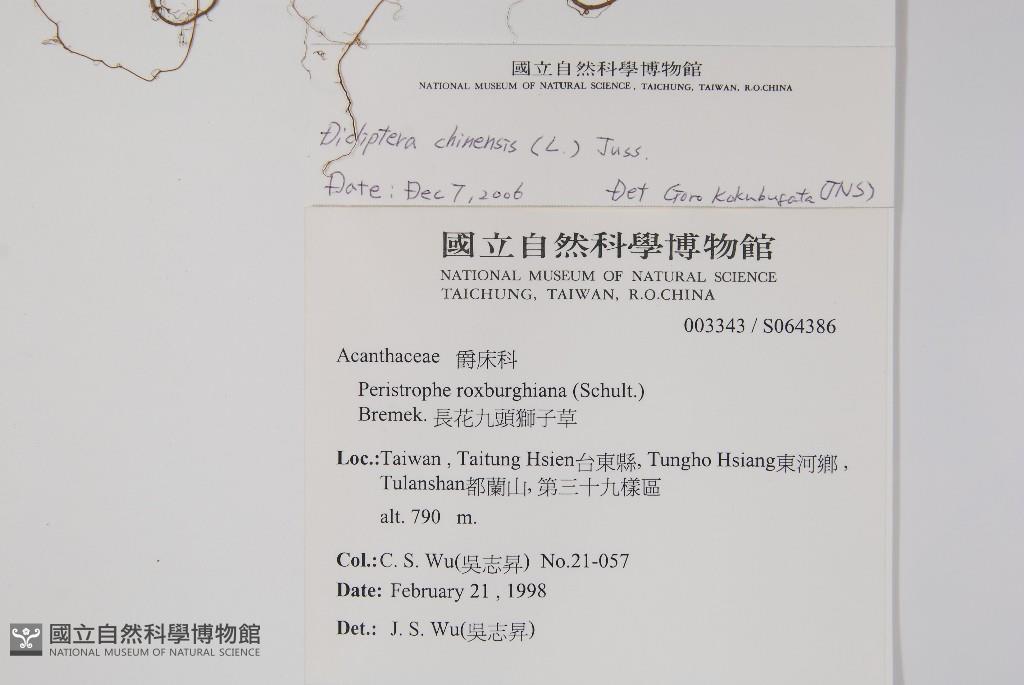 國立自然科學博物館
NATIONAL MUSEUM OF NATURAL SCIENCE, TAICHUNG, TAIWAN, R.O.CHINA
Dicliptera chinensis (L.) Juss.
Date: Dec 7, 2006 Det Goro Kokubugata (TNS)
國立自然科學博物館
NATIONAL MUSEUM OF NATURAL SCIENCE
TAICHUNG, TAIWAN, R.O.CHINA
003343 / S064386
Acanthaceae 爵床科
Peristrophe roxburghiana (Schult.)
Bremek. 長花九頭獅子草
Loc.:Taiwan , Taitung Hsien台東縣, Tungho Hsiang東河鄉 ,
Tulanshan都蘭山, 第三十九樣區
alt. 790 m.
Col.:C. S. Wu(吳志昇) No.21-057
Date: February 21 , 1998
Det.: J. S. Wu(吳志昇)
國立自然科學博物館
NATIONAL MUSEUM OF NATURAL SCIENCE